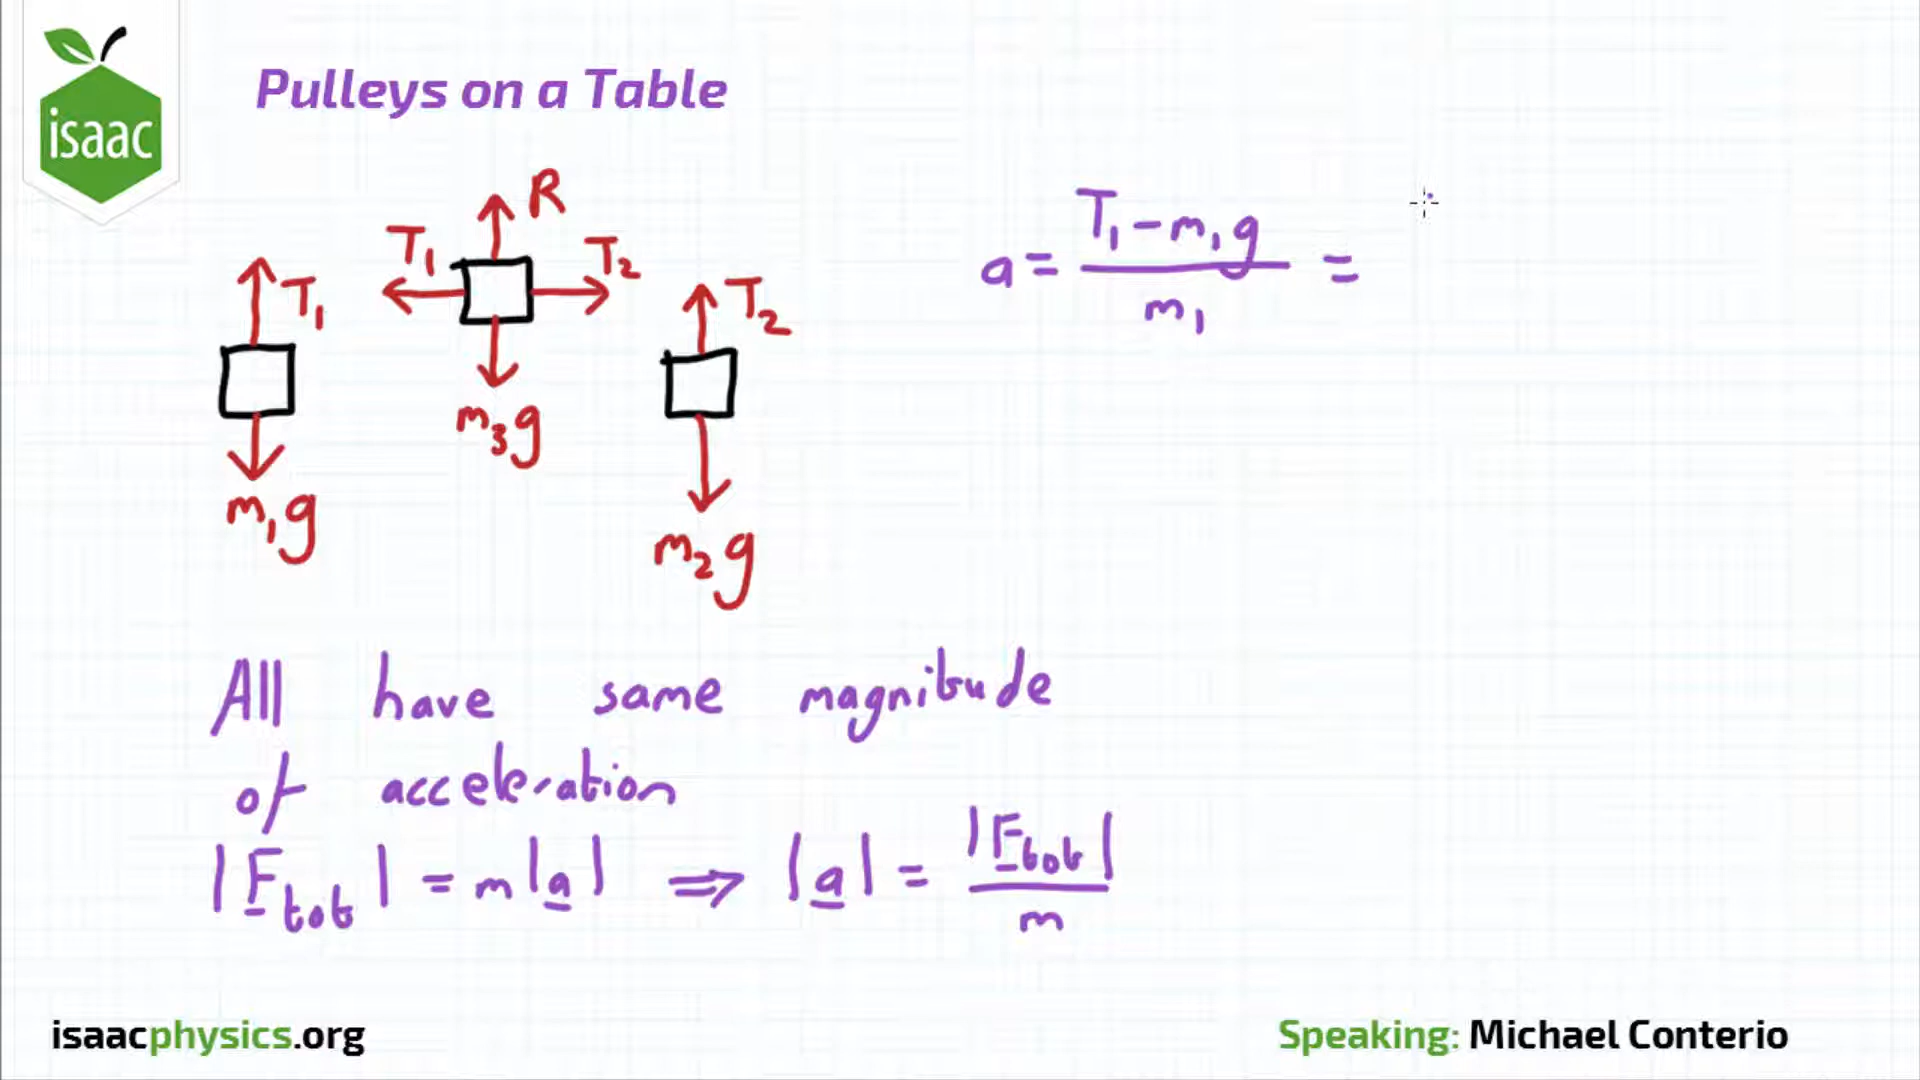 isaac
Pulleys on a Table
R
T₁
T₂
T₁
T₂
m₃g
m₁g
m₂g
a = (T₁ - m₁g) / m₁ =
All have same magnitude
of acceleration
|F_tot| = m|a| ⇒ |a| = |F_tot| / m
isaacphysics.org
Speaking: Michael Conterio